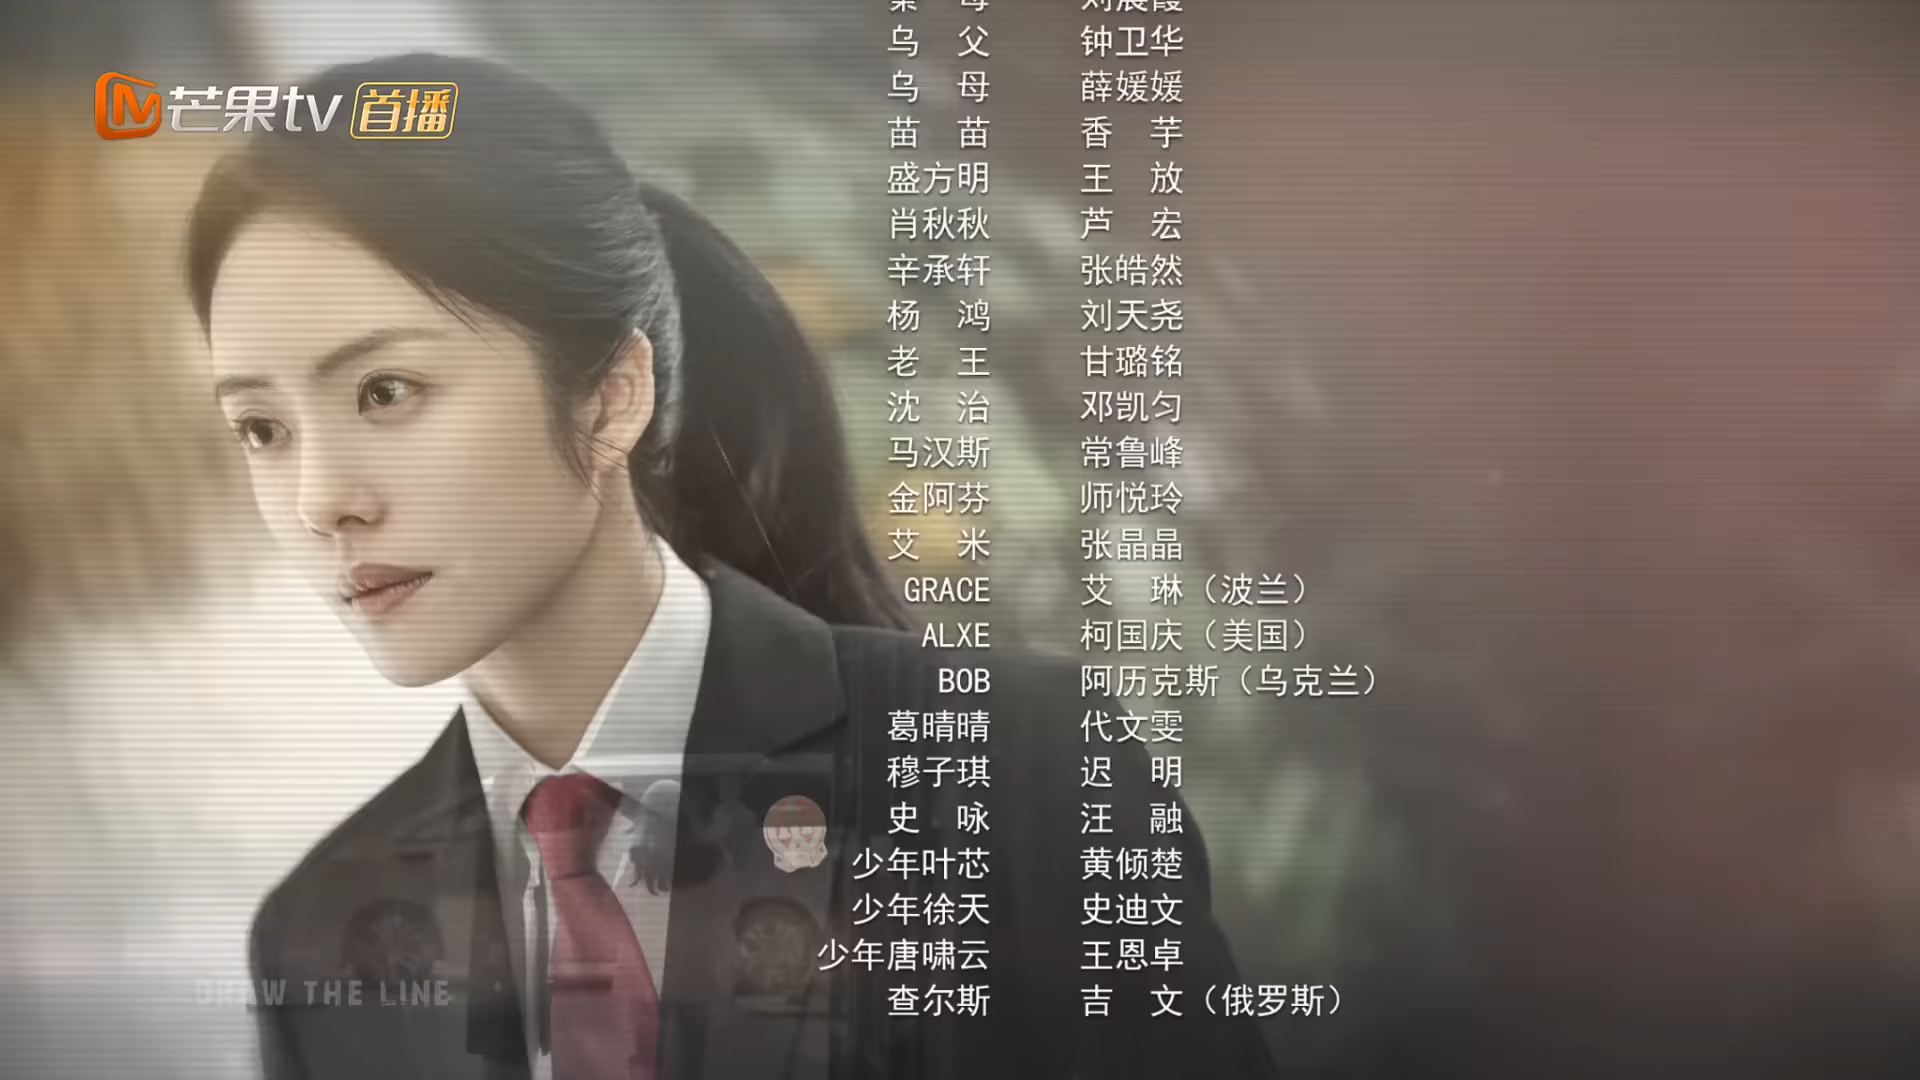 芒果tv 首播
乌 父 钟卫华
乌 母 薛媛媛
苗 苗 香 芋
盛方明 王 放
肖秋秋 芦 宏
辛承轩 张皓然
杨 鸿 刘天尧
老 王 甘璐铭
沈 治 邓凯匀
马汉斯 常鲁峰
金阿芬 师悦玲
艾 米 张晶晶
GRACE 艾 琳（波兰）
ALXE 柯国庆（美国）
BOB 阿历克斯（乌克兰）
葛晴晴 代文雯
穆子琪 迟 明
史 咏 汪 融
少年叶芯 黄倾楚
少年徐天 史迪文
少年唐啸云 王恩卓
查尔斯 吉 文（俄罗斯）
DRAW THE LINE